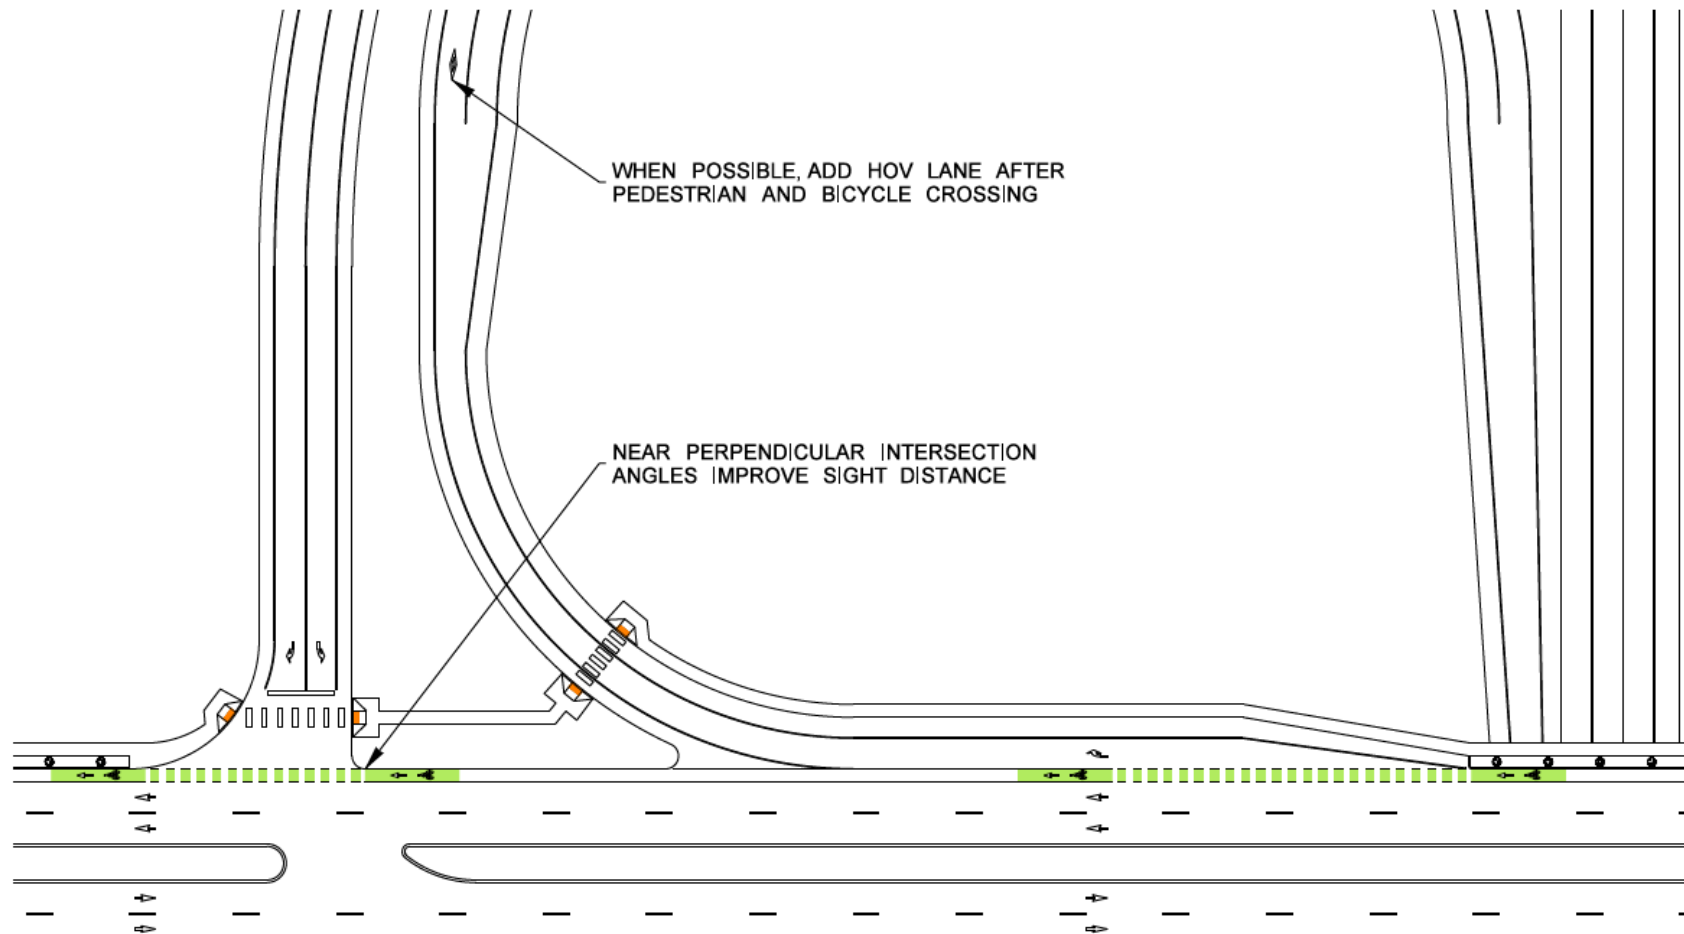 WHEN POSSIBLE, ADD HOV LANE AFTER
PEDESTRIAN AND BICYCLE CROSSING
NEAR PERPENDICULAR INTERSECTION
ANGLES IMPROVE SIGHT DISTANCE